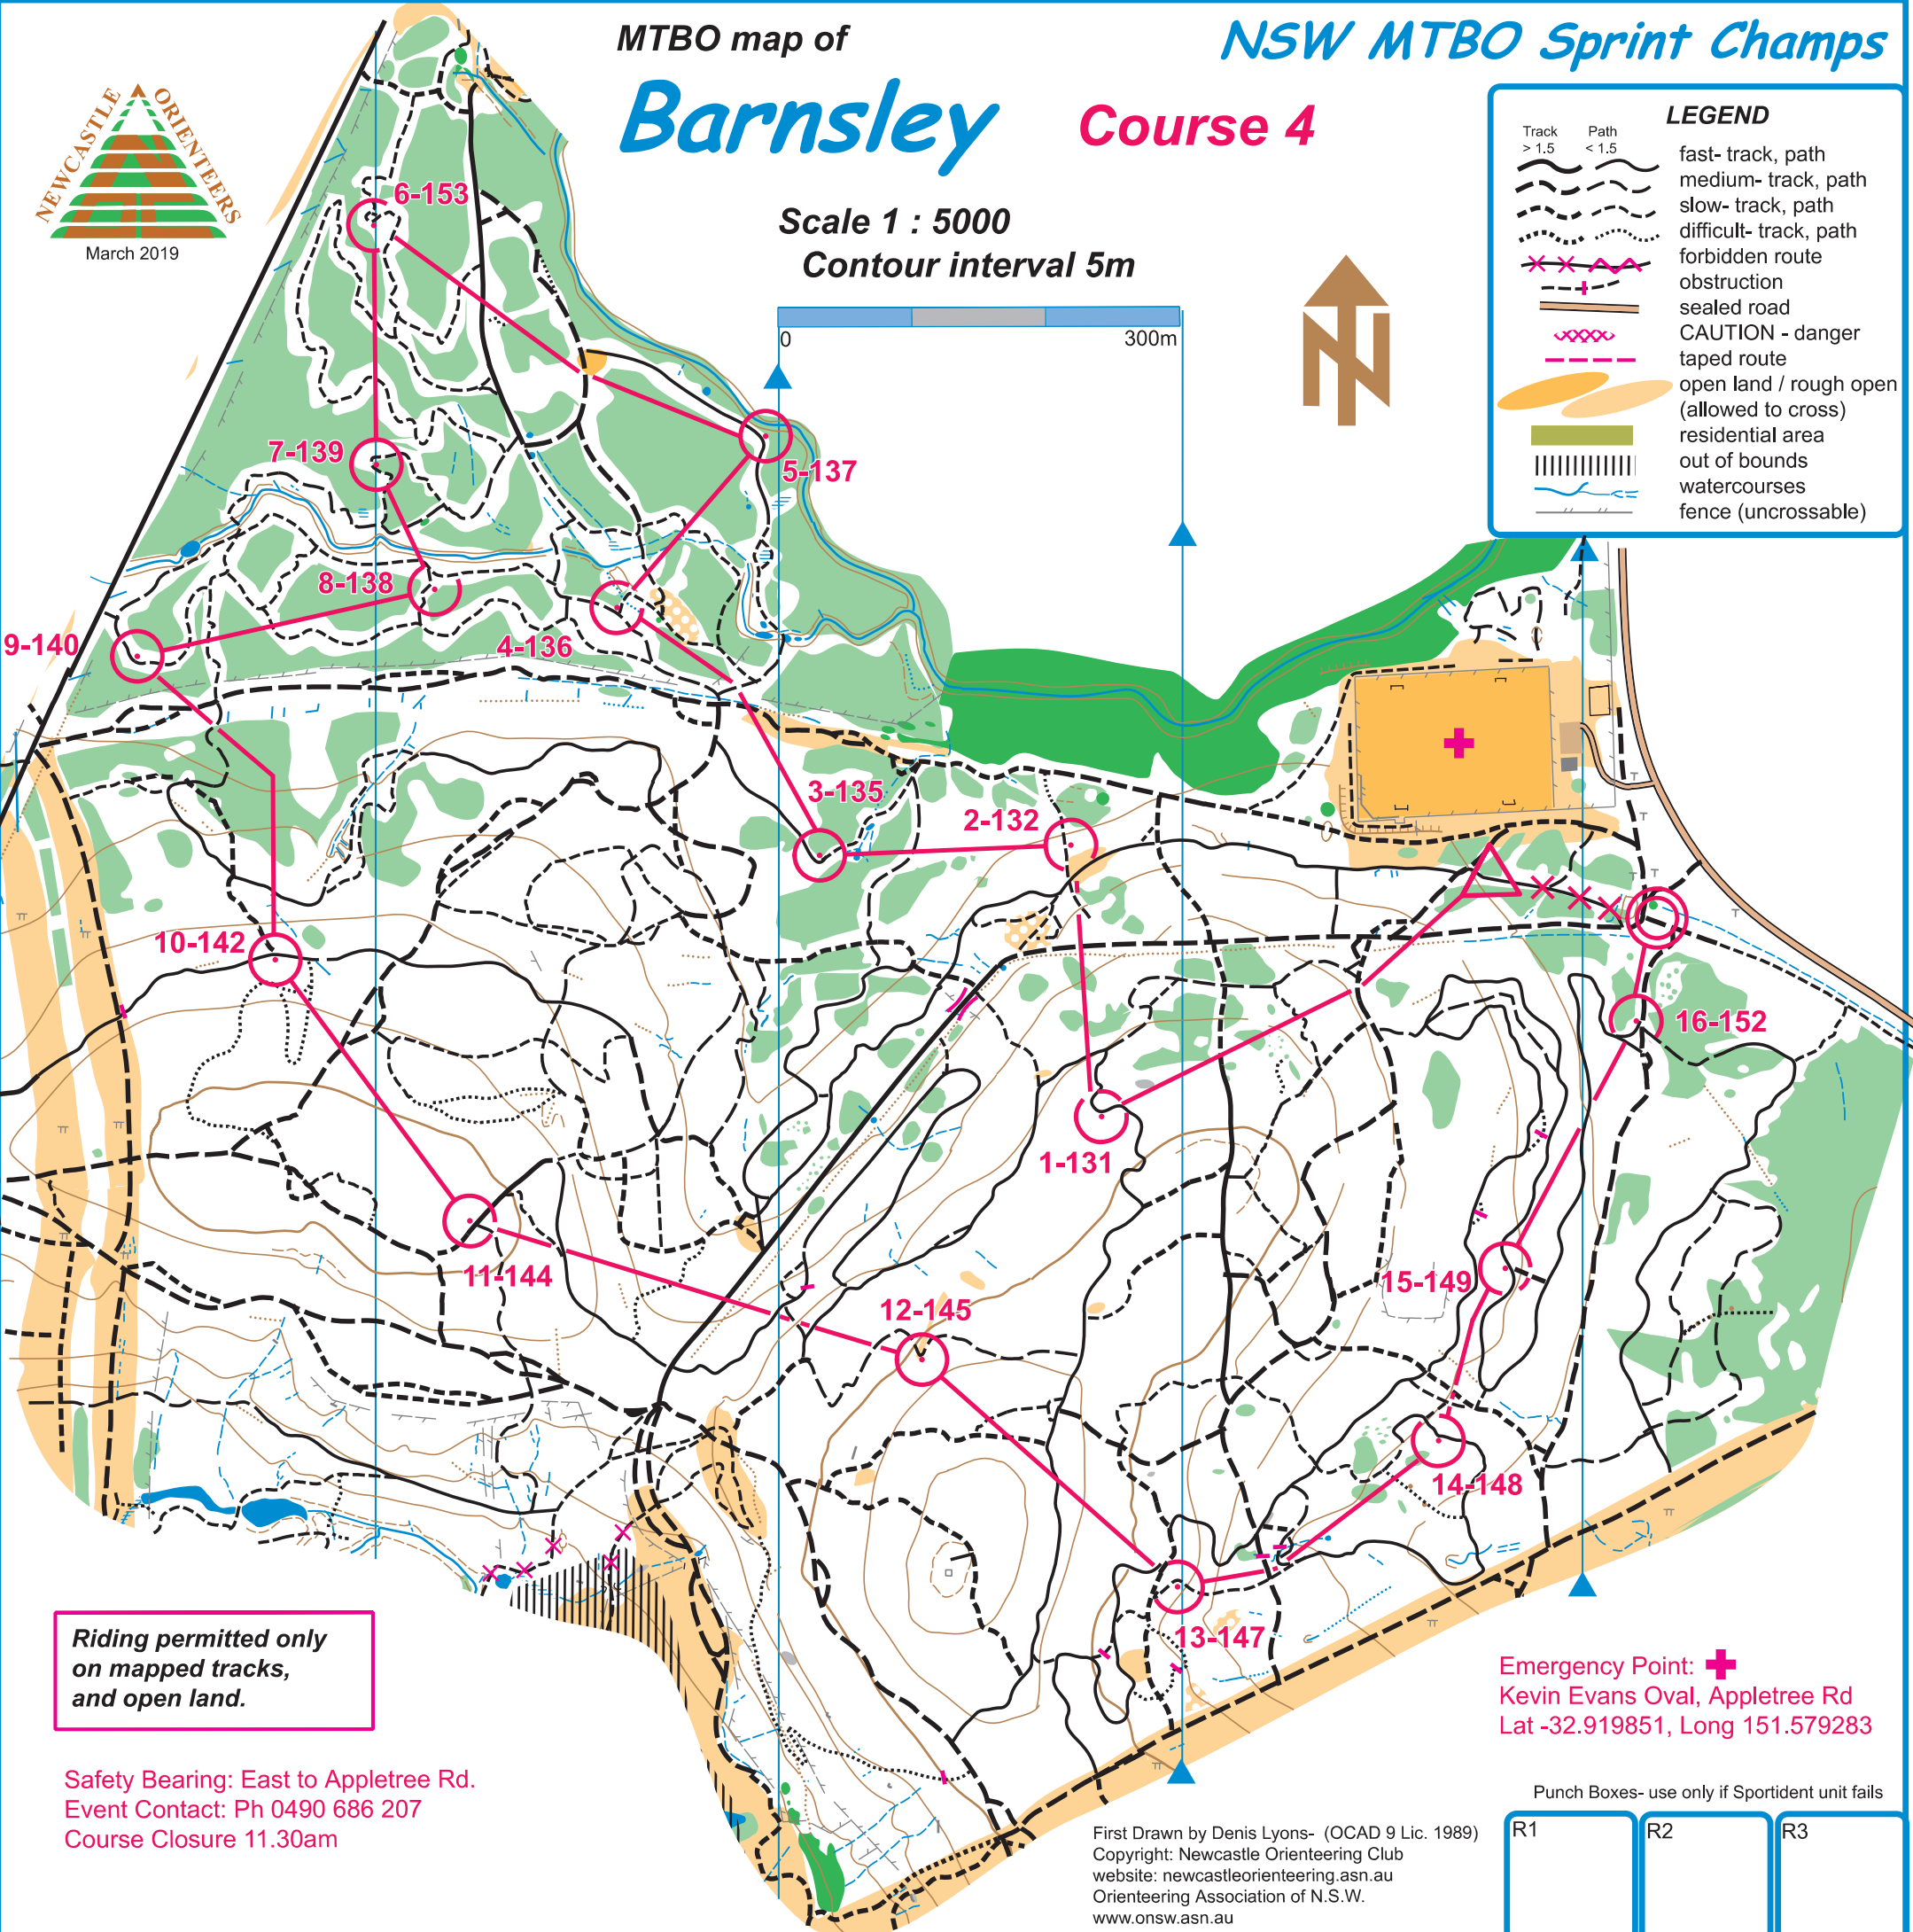 MTBO map of
Barnsley
Course 4
NSW MTBO Sprint Champs
NEWCASTLE ORIENTEERS
March 2019
Scale 1 : 5000
Contour interval 5m
0 300m
LEGEND
Track Path
> 1.5 < 1.5
fast- track, path
medium- track, path
slow- track, path
difficult- track, path
forbidden route
obstruction
sealed road
CAUTION - danger
taped route
open land / rough open
(allowed to cross)
residential area
out of bounds
watercourses
fence (uncrossable)
6-153
7-139
5-137
8-138
9-140
4-136
3-135
2-132
10-142
16-152
1-131
11-144
15-149
12-145
14-148
13-147
Riding permitted only
on mapped tracks,
and open land.
Safety Bearing: East to Appletree Rd.
Event Contact: Ph 0490 686 207
Course Closure 11.30am
Emergency Point:
Kevin Evans Oval, Appletree Rd
Lat -32.919851, Long 151.579283
Punch Boxes- use only if Sportident unit fails
R1
R2
R3
First Drawn by Denis Lyons- (OCAD 9 Lic. 1989)
Copyright: Newcastle Orienteering Club
website: newcastleorienteering.asn.au
Orienteering Association of N.S.W.
www.onsw.asn.au